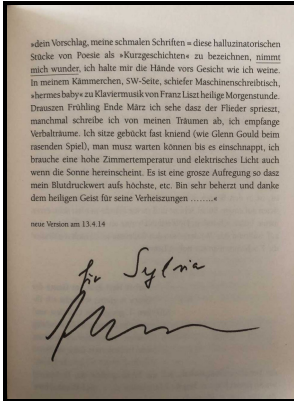 »dein Vorschlag, meine schmalen Schriften = diese halluzinatorischen
Stücke von Poesie als »Kurzgeschichten« zu bezeichnen, nimmt
mich wunder, ich halte mir die Hände vors Gesicht wie ich weine.
In meinem Kämmerchen, SW-Seite, schiefer Maschinenschreibtisch,
»hermes baby« zu Klaviermusik von Franz Liszt heilige Morgenstunde.
Drauszen Frühling Ende März ich sehe dasz der Flieder sprieszt,
manchmal schreibe ich von meinen Träumen ab, ich empfange
Verbalträume. Ich sitze gebückt fast kniend (wie Glenn Gould beim
rasenden Spiel), man musz warten können bis es einschnappt, ich
brauche eine hohe Zimmertemperatur und elektrisches Licht auch
wenn die Sonne hereinscheint. Es ist eine grosze Aufregung so dasz
mein Blutdruckwert aufs höchste, etc. Bin sehr beherzt und danke
dem heiligen Geist für seine Verheiszungen ........«
neue Version am 13.4.14
für Sylvia